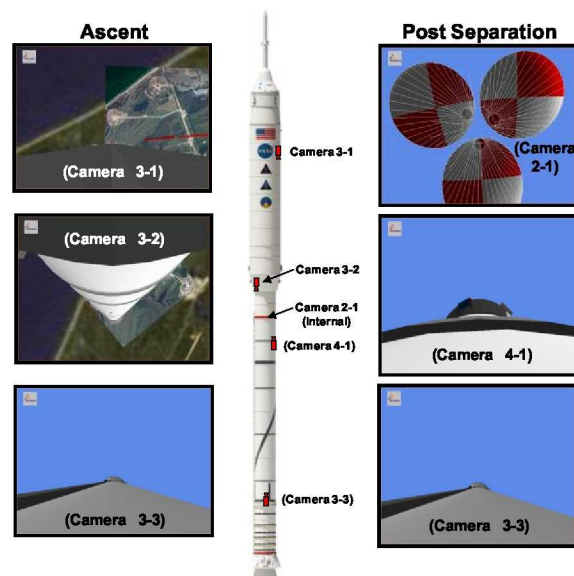 Ascent
Post Separation
(Camera 3-1)
(Camera 3-2)
(Camera 3-3)
NASA
Camera 3-1
Camera 3-2
Camera 2-1
(Internal)
(Camera 4-1)
(Camera 3-3)
(Camera
2-1)
(Camera 4-1)
(Camera 3-3)